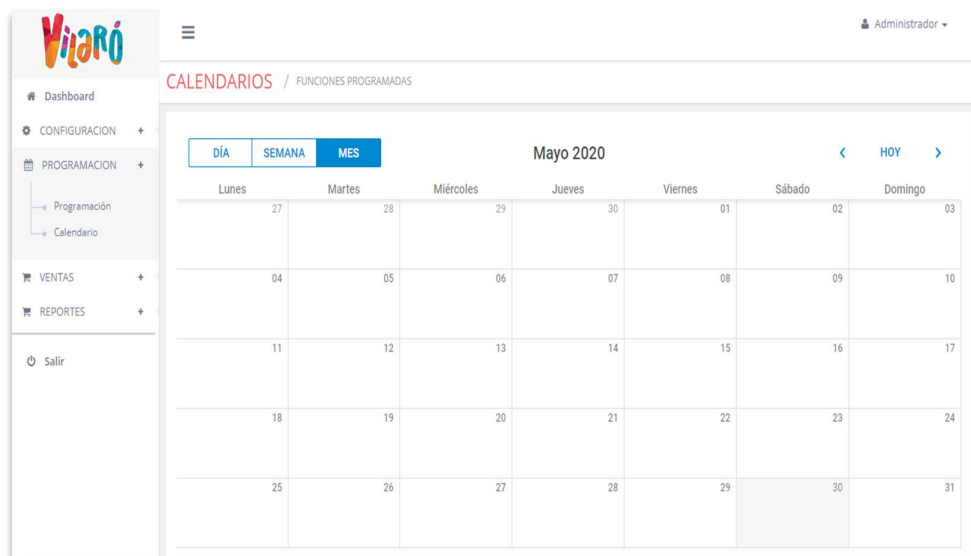 Vilaró
Administrador
Dashboard
CONFIGURACION +
PROGRAMACION +
Programación
Calendario
VENTAS +
REPORTES +
Salir
CALENDARIOS / FUNCIONES PROGRAMADAS
DÍA SEMANA MES Mayo 2020 < HOY >
Lunes Martes Miércoles Jueves Viernes Sábado Domingo
27 28 29 30 01 02 03
04 05 06 07 08 09 10
11 12 13 14 15 16 17
18 19 20 21 22 23 24
25 26 27 28 29 30 31